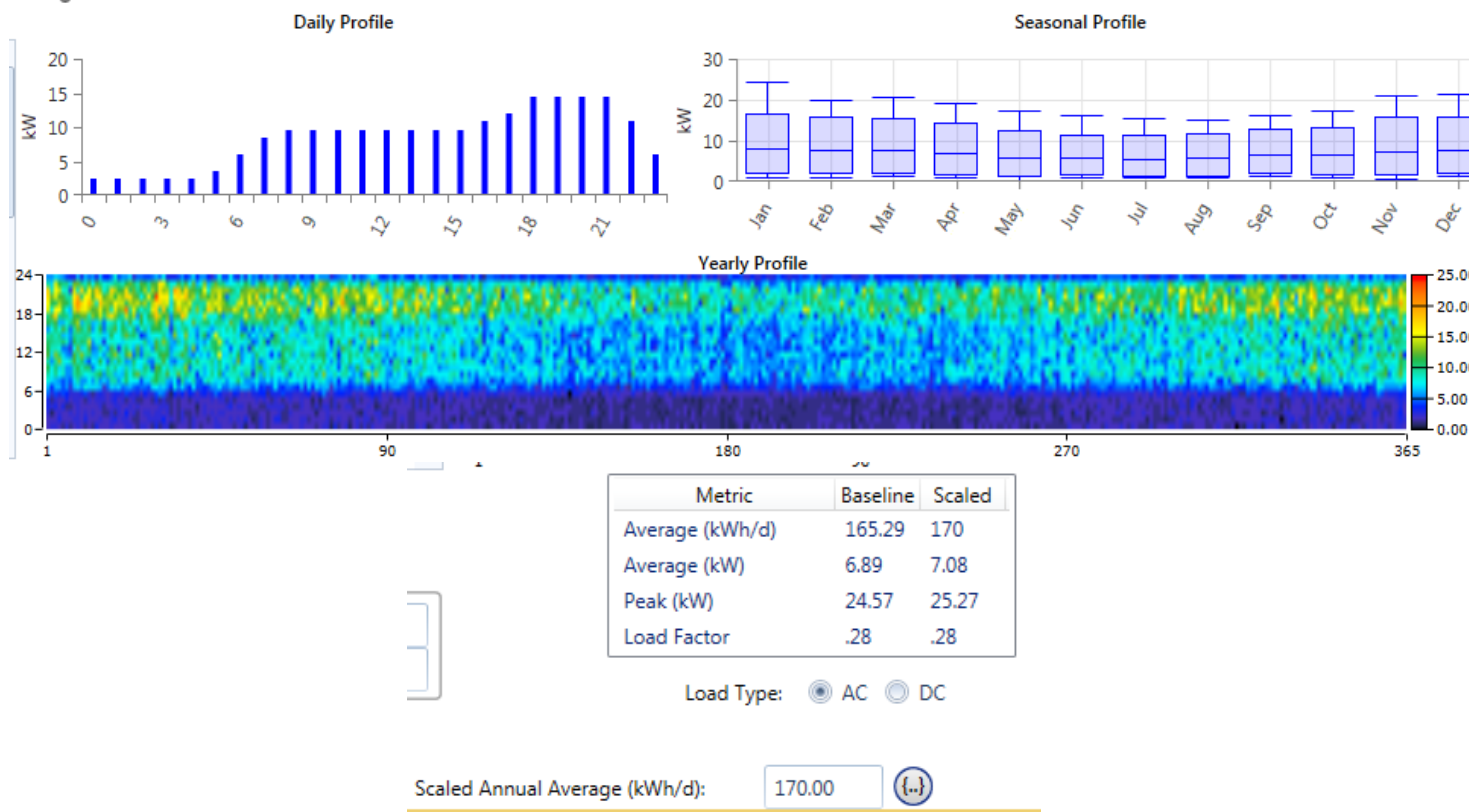 Daily Profile
Seasonal Profile
20
15
10
5
0
kW
0 3 6 9 12 15 18 21
30
20
10
0
kW
Jan Feb Mar Apr May Jun Jul Aug Sep Oct Nov Dec
Yearly Profile
24
18
12
6
0
1 90 180 270 365
25.00
20.00
15.00
10.00
5.00
0.00
Metric Baseline Scaled
Average (kWh/d) 165.29 170
Average (kW) 6.89 7.08
Peak (kW) 24.57 25.27
Load Factor .28 .28
Load Type: AC DC
Scaled Annual Average (kWh/d): 170.00 {..}